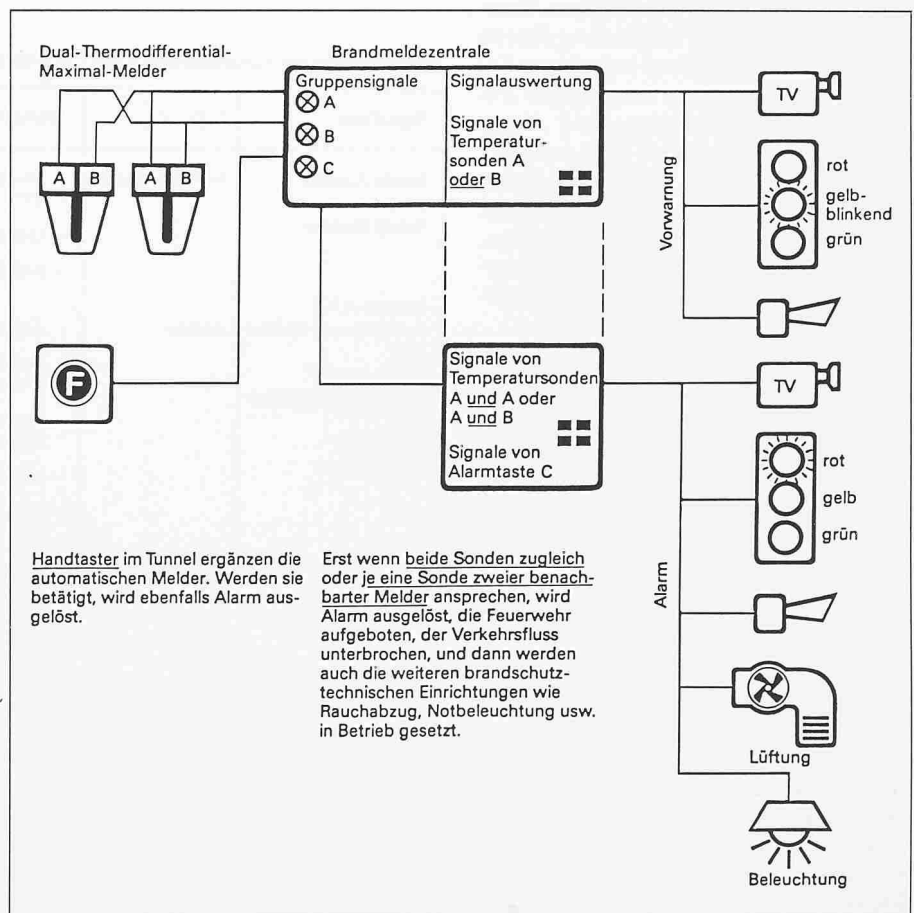 Dual-Thermodifferential-
Maximal-Melder
Brandmeldezentrale
Gruppensignale
A
B
C
Signalauswertung
Signale von
Temperatur-
sonden A
oder B
A B
A B
F
Vorwarnung
TV
rot
gelb-
blinkend
grün
Signale von
Temperatursonden
A und A oder
A und B
Signale von
Alarmtaste C
Alarm
TV
rot
gelb
grün
Lüftung
Beleuchtung
Handtaster im Tunnel ergänzen die
automatischen Melder. Werden sie
betätigt, wird ebenfalls Alarm aus-
gelöst.
Erst wenn beide Sonden zugleich
oder je eine Sonde zweier benach-
barter Melder ansprechen, wird
Alarm ausgelöst, die Feuerwehr
aufgeboten, der Verkehrsfluss
unterbrochen, und dann werden
auch die weiteren brandschutz-
technischen Einrichtungen wie
Rauchabzug, Notbeleuchtung usw.
in Betrieb gesetzt.